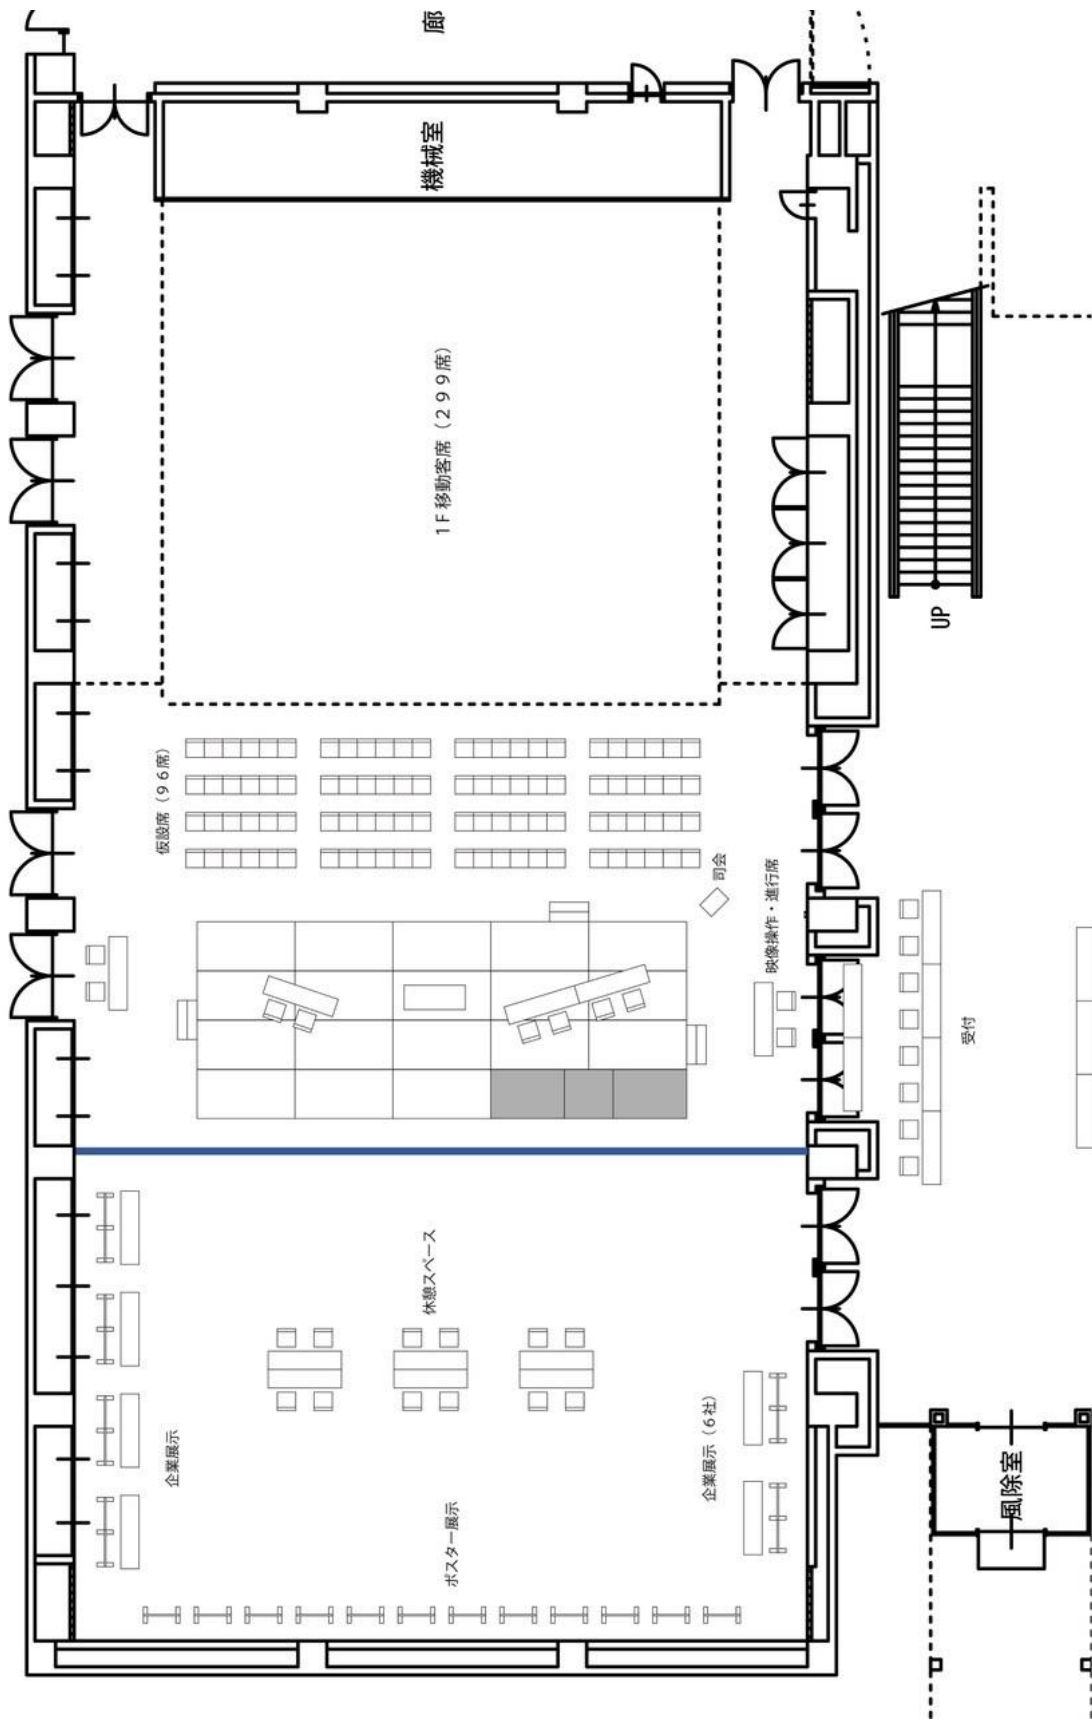 廊
機械室
1F 移動客席（２９９席）
UP
仮設席（９６席）
司会
映像操作・進行席
受付
休憩スペース
企業展示
企業展示（６社）
ポスター展示
風除室